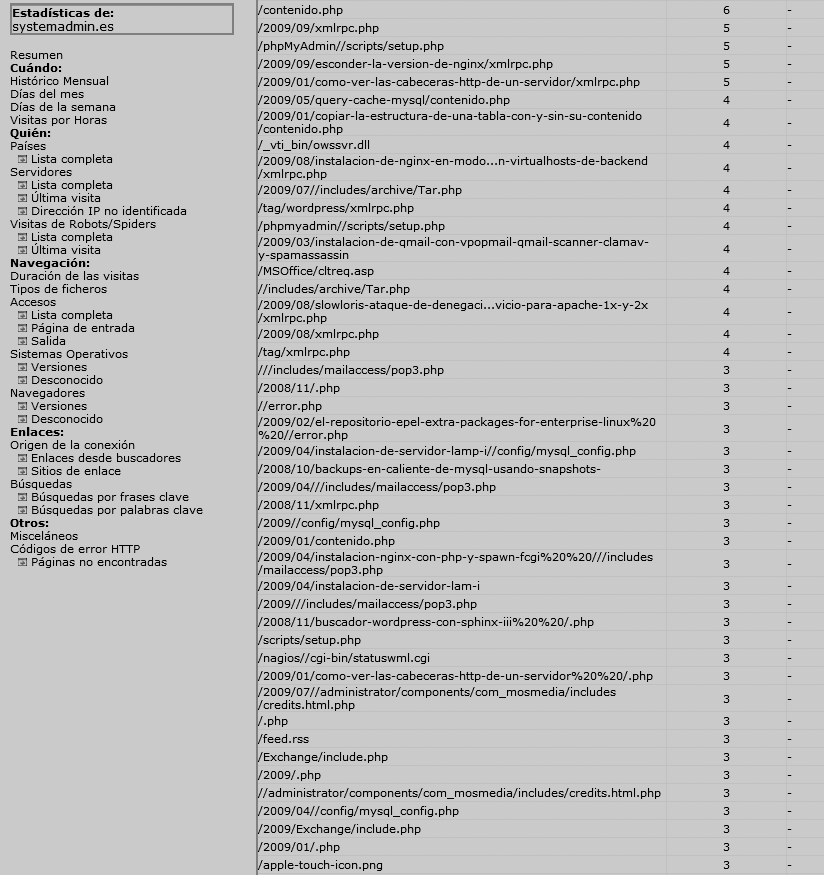 Estadísticas de:
systemadmin.es
Resumen
Cuándo:
Histórico Mensual
Días del mes
Días de la semana
Visitas por Horas
Quién:
Países
Lista completa
Servidores
Lista completa
Última visita
Dirección IP no identificada
Visitas de Robots/Spiders
Lista completa
Última visita
Navegación:
Duración de las visitas
Tipos de ficheros
Accesos
Lista completa
Página de entrada
Salida
Sistemas Operativos
Versiones
Desconocido
Navegadores
Versiones
Desconocido
Enlaces:
Origen de la conexión
Enlaces desde buscadores
Sitios de enlace
Búsquedas
Búsquedas por frases clave
Búsquedas por palabras clave
Otros:
Misceláneos
Códigos de error HTTP
Páginas no encontradas
/contenido.php 6 -
/2009/09/xmlrpc.php 5 -
/phpMyAdmin//scripts/setup.php 5 -
/2009/09/esconder-la-version-de-nginx/xmlrpc.php 5 -
/2009/01/como-ver-las-cabeceras-http-de-un-servidor/xmlrpc.php 5 -
/2009/05/query-cache-mysql/contenido.php 4 -
/2009/01/copiar-la-estructura-de-una-tabla-con-y-sin-su-contenido
/contenido.php 4 -
/_vti_bin/owssvr.dll 4 -
/2009/08/instalacion-de-nginx-en-modo...n-virtualhosts-de-backend
/xmlrpc.php 4 -
/2009/07//includes/archive/Tar.php 4 -
/tag/wordpress/xmlrpc.php 4 -
/phpmyadmin//scripts/setup.php 4 -
/2009/03/instalacion-de-qmail-con-vpopmail-qmail-scanner-clamav-
y-spamassassin 4 -
/MSOffice/cltreq.asp 4 -
//includes/archive/Tar.php 4 -
/2009/08/slowloris-ataque-de-denegaci...vicio-para-apache-1x-y-2x
/xmlrpc.php 4 -
/2009/08/xmlrpc.php 4 -
/tag/xmlrpc.php 4 -
///includes/mailaccess/pop3.php 3 -
/2008/11/.php 3 -
//error.php 3 -
/2009/02/el-repositorio-epel-extra-packages-for-enterprise-linux%20
%20//error.php 3 -
/2009/04/instalacion-de-servidor-lamp-i//config/mysql_config.php 3 -
/2008/10/backups-en-caliente-de-mysql-usando-snapshots- 3 -
/2009/04///includes/mailaccess/pop3.php 3 -
/2008/11/xmlrpc.php 3 -
/2009//config/mysql_config.php 3 -
/2009/01/contenido.php 3 -
/2009/04/instalacion-nginx-con-php-y-spawn-fcgi%20%20///includes
/mailaccess/pop3.php 3 -
/2009/04/instalacion-de-servidor-lam-i 3 -
/2009///includes/mailaccess/pop3.php 3 -
/2008/11/buscador-wordpress-con-sphinx-iii%20%20/.php 3 -
/scripts/setup.php 3 -
/nagios//cgi-bin/statuswml.cgi 3 -
/2009/01/como-ver-las-cabeceras-http-de-un-servidor%20%20/.php 3 -
/2009/07//administrator/components/com_mosmedia/includes
/credits.html.php 3 -
/.php 3 -
/feed.rss 3 -
/Exchange/include.php 3 -
/2009/.php 3 -
//administrator/components/com_mosmedia/includes/credits.html.php 3 -
/2009/04//config/mysql_config.php 3 -
/2009/Exchange/include.php 3 -
/2009/01/.php 3 -
/apple-touch-icon.png 3 -